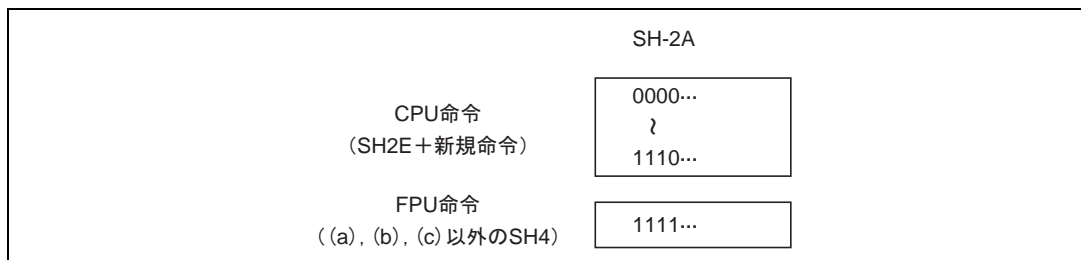 SH-2A
CPU命令
（SH2E＋新規命令）
0000…
～
1110…
FPU命令
（(a), (b), (c)以外のSH4）
1111…